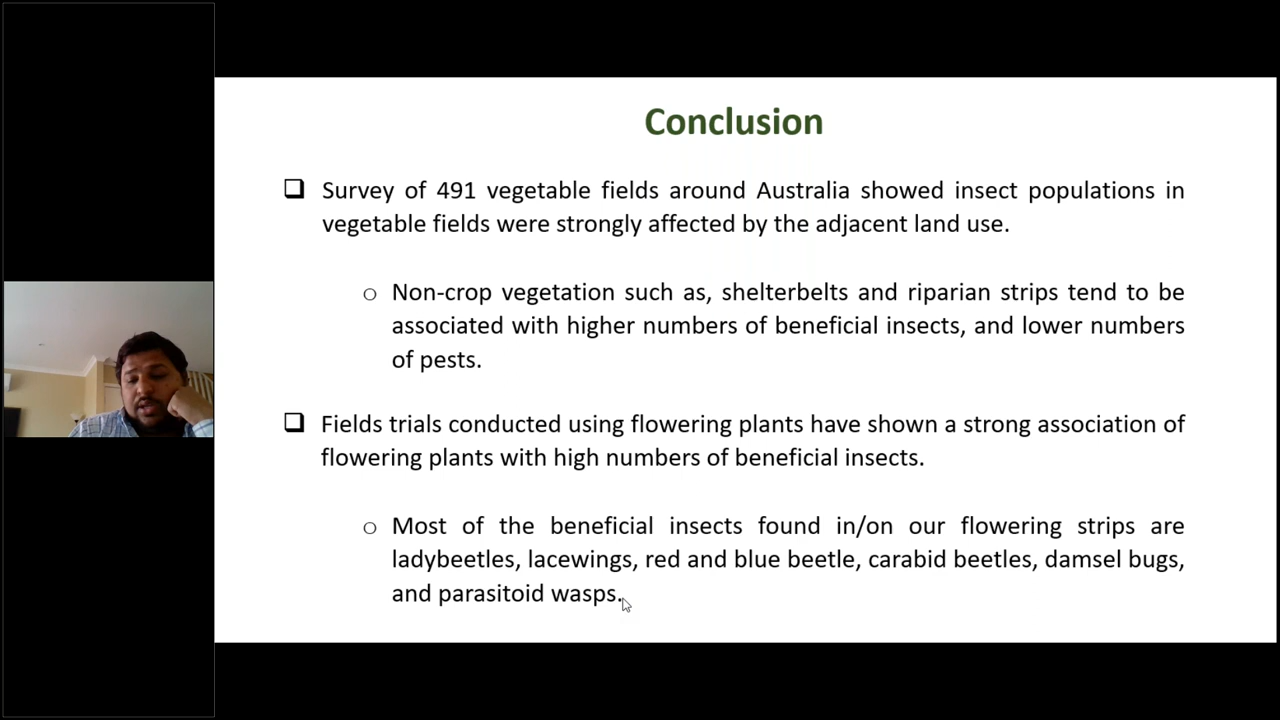 Conclusion
❑ Survey of 491 vegetable fields around Australia showed insect populations in
vegetable fields were strongly affected by the adjacent land use.
o Non-crop vegetation such as, shelterbelts and riparian strips tend to be
associated with higher numbers of beneficial insects, and lower numbers
of pests.
❑ Fields trials conducted using flowering plants have shown a strong association of
flowering plants with high numbers of beneficial insects.
o Most of the beneficial insects found in/on our flowering strips are
ladybeetles, lacewings, red and blue beetle, carabid beetles, damsel bugs,
and parasitoid wasps.